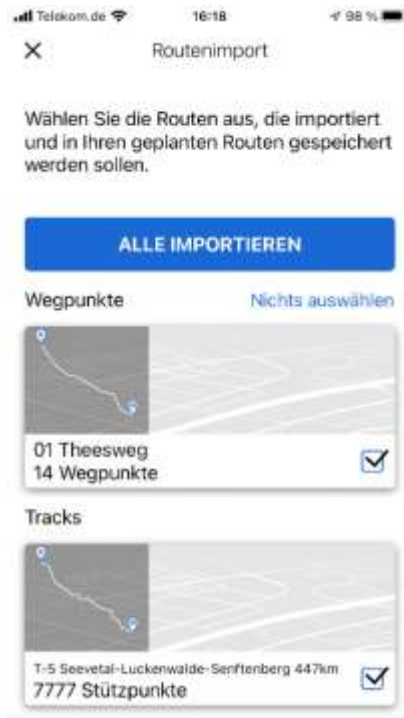 Telekom.de 16:18 98 %
Routenimport
Wählen Sie die Routen aus, die importiert
und in Ihren geplanten Routen gespeichert
werden sollen.
ALLE IMPORTIEREN
Wegpunkte Nichts auswählen
01 Theesweg
14 Wegpunkte
Tracks
T-5 Seevetal-Luckenwalde-Senftenberg 447km
7777 Stützpunkte